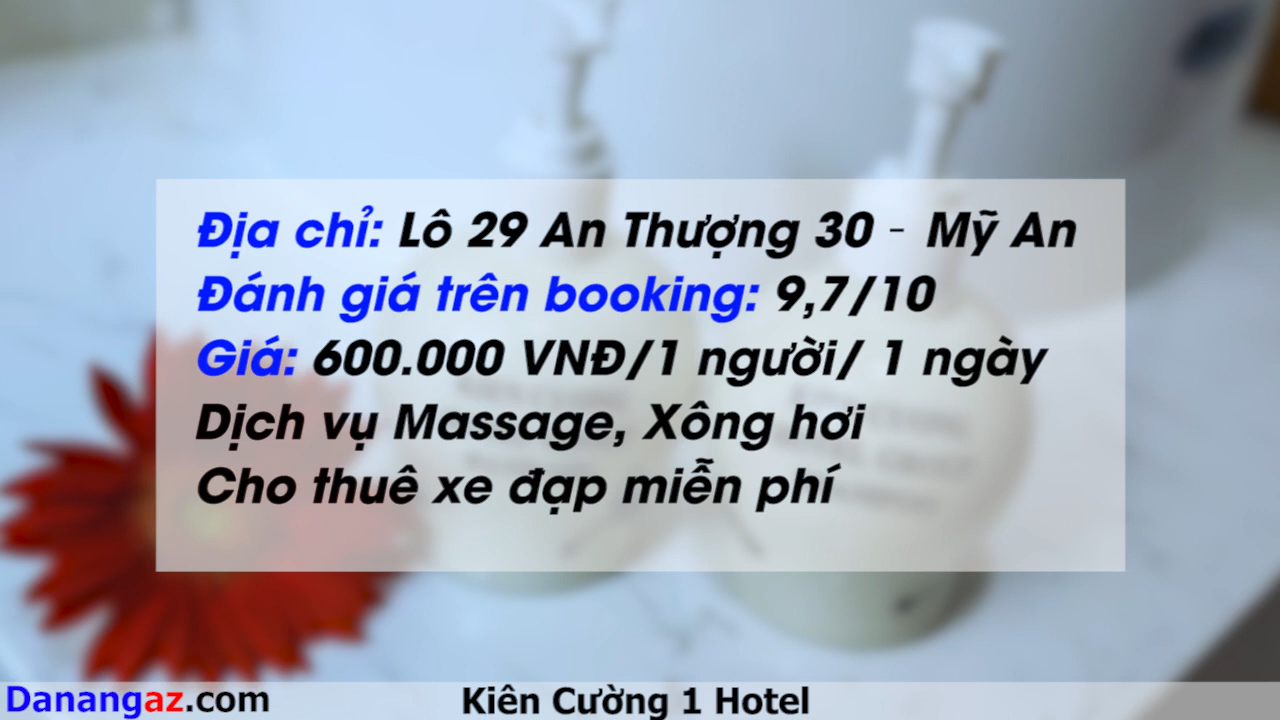 Địa chỉ: Lô 29 An Thượng 30 - Mỹ An
Đánh giá trên booking: 9,7/10
Giá: 600.000 VNĐ/1 người/ 1 ngày
Dịch vụ Massage, Xông hơi
Cho thuê xe đạp miễn phí
Danangaz.com
Kiên Cường 1 Hotel